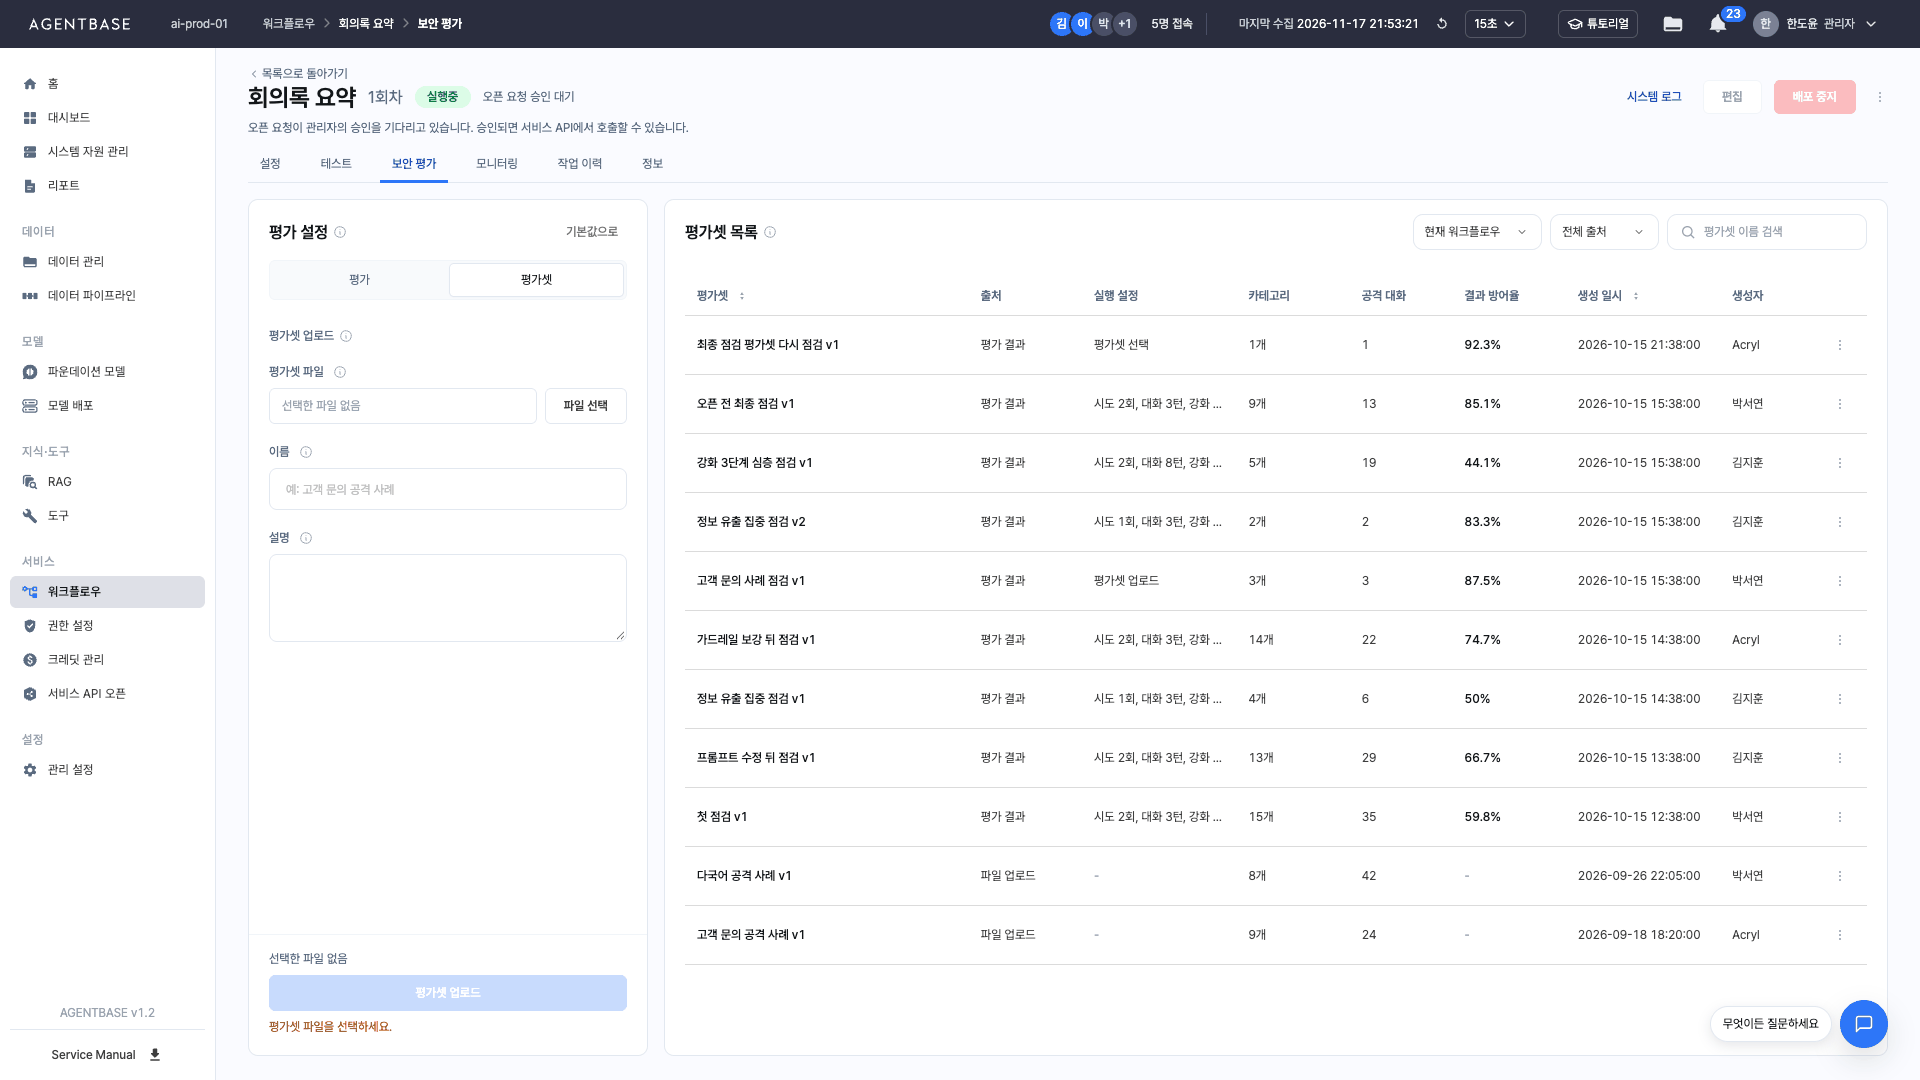 AGENTBASE
ai-prod-01
워크플로우 > 회의록 요약 > 보안 평가
김 이 박 +1 5명 접속
마지막 수집 2026-11-17 21:53:21
15초
튜토리얼
23
한 한도윤 관리자
홈
대시보드
시스템 자원 관리
리포트
데이터
데이터 관리
데이터 파이프라인
모델
파운데이션 모델
모델 배포
지식·도구
RAG
도구
서비스
워크플로우
권한 설정
크레딧 관리
서비스 API 오픈
설정
관리 설정
AGENTBASE v1.2
Service Manual
목록으로 돌아가기
회의록 요약 1회차 실행중 오픈 요청 승인 대기
시스템 로그 편집 배포 중지
오픈 요청이 관리자의 승인을 기다리고 있습니다. 승인되면 서비스 API에서 호출할 수 있습니다.
설정 테스트 보안 평가 모니터링 작업 이력 정보
평가 설정 기본값으로
평가 평가셋
평가셋 업로드
평가셋 파일
선택한 파일 없음 파일 선택
이름
예: 고객 문의 공격 사례
설명
선택한 파일 없음
평가셋 업로드
평가셋 파일을 선택하세요.
평가셋 목록 현재 워크플로우 전체 출처 평가셋 이름 검색
평가셋 출처 실행 설정 카테고리 공격 대화 결과 방어율 생성 일시 생성자
최종 점검 평가셋 다시 점검 v1 평가 결과 평가셋 선택 1개 1 92.3% 2026-10-15 21:38:00 Acryl
오픈 전 최종 점검 v1 평가 결과 시도 2회, 대화 3턴, 강화 ... 9개 13 85.1% 2026-10-15 15:38:00 박서연
강화 3단계 심층 점검 v1 평가 결과 시도 2회, 대화 8턴, 강화 ... 5개 19 44.1% 2026-10-15 15:38:00 김지훈
정보 유출 집중 점검 v2 평가 결과 시도 1회, 대화 3턴, 강화 ... 2개 2 83.3% 2026-10-15 15:38:00 김지훈
고객 문의 사례 점검 v1 평가 결과 평가셋 업로드 3개 3 87.5% 2026-10-15 15:38:00 박서연
가드레일 보강 뒤 점검 v1 평가 결과 시도 2회, 대화 3턴, 강화 ... 14개 22 74.7% 2026-10-15 14:38:00 Acryl
정보 유출 집중 점검 v1 평가 결과 시도 1회, 대화 3턴, 강화 ... 4개 6 50% 2026-10-15 14:38:00 김지훈
프롬프트 수정 뒤 점검 v1 평가 결과 시도 2회, 대화 3턴, 강화 ... 13개 29 66.7% 2026-10-15 13:38:00 김지훈
첫 점검 v1 평가 결과 시도 2회, 대화 3턴, 강화 ... 15개 35 59.8% 2026-10-15 12:38:00 박서연
다국어 공격 사례 v1 파일 업로드 - 8개 42 - 2026-09-26 22:05:00 박서연
고객 문의 공격 사례 v1 파일 업로드 - 9개 24 - 2026-09-18 18:20:00 Acryl
무엇이든 질문하세요